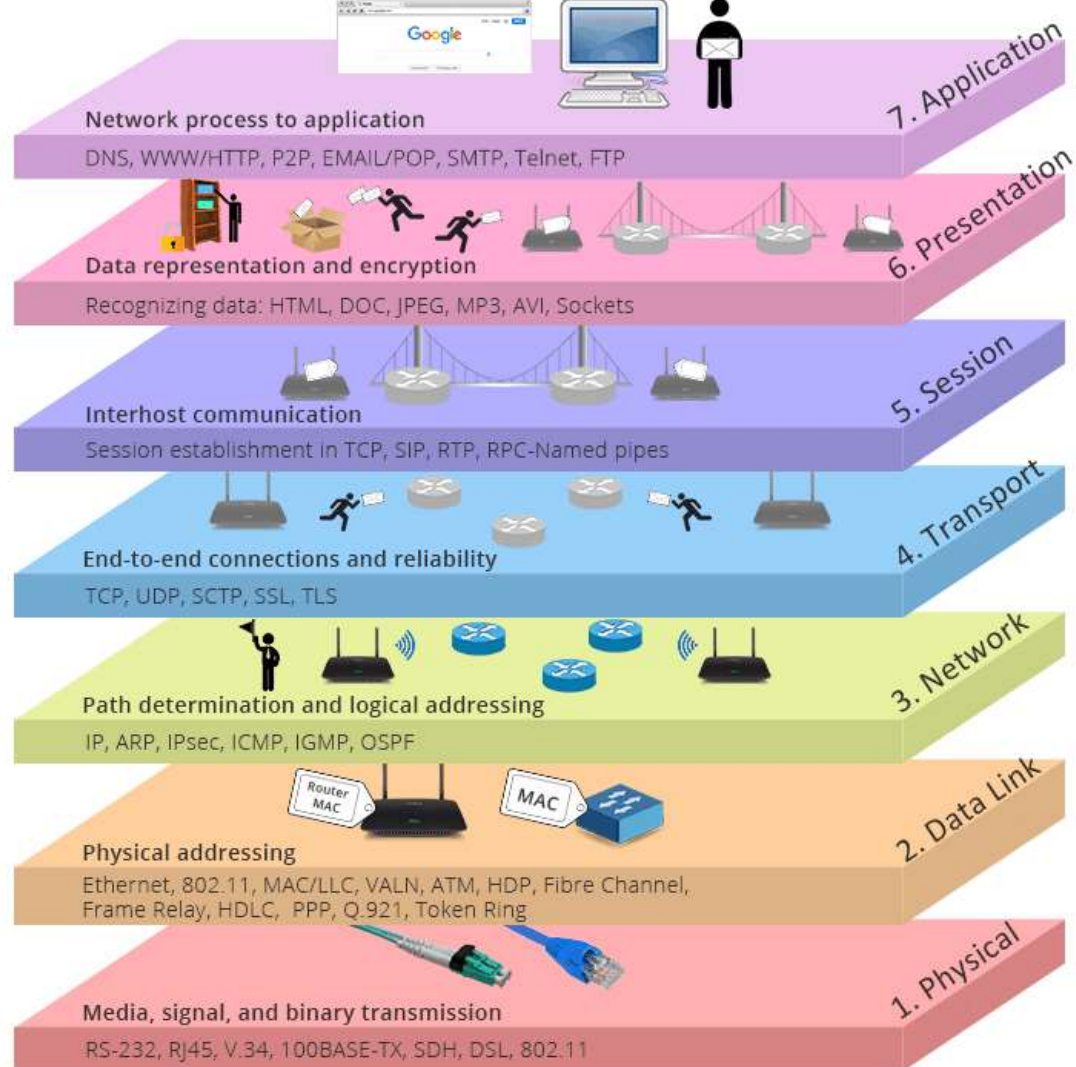 Google
7. Application
Network process to application
DNS, WWW/HTTP, P2P, EMAIL/POP, SMTP, Telnet, FTP
6. Presentation
Data representation and encryption
Recognizing data: HTML, DOC, JPEG, MP3, AVI, Sockets
5. Session
Interhost communication
Session establishment in TCP, SIP, RTP, RPC-Named pipes
4. Transport
End-to-end connections and reliability
TCP, UDP, SCTP, SSL, TLS
3. Network
Path determination and logical addressing
IP, ARP, IPsec, ICMP, IGMP, OSPF
2. Data Link
Router
MAC
MAC
Physical addressing
Ethernet, 802.11, MAC/LLC, VALN, ATM, HDP, Fibre Channel,
Frame Relay, HDLC, PPP, Q.921, Token Ring
1. Physical
Media, signal, and binary transmission
RS-232, RJ45, V.34, 100BASE-TX, SDH, DSL, 802.11